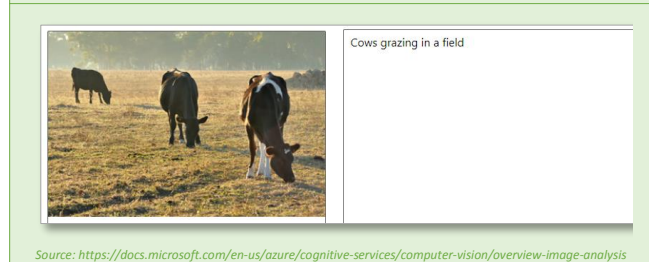 Cows grazing in a field
Source: https://docs.microsoft.com/en-us/azure/cognitive-services/computer-vision/overview-image-analysis